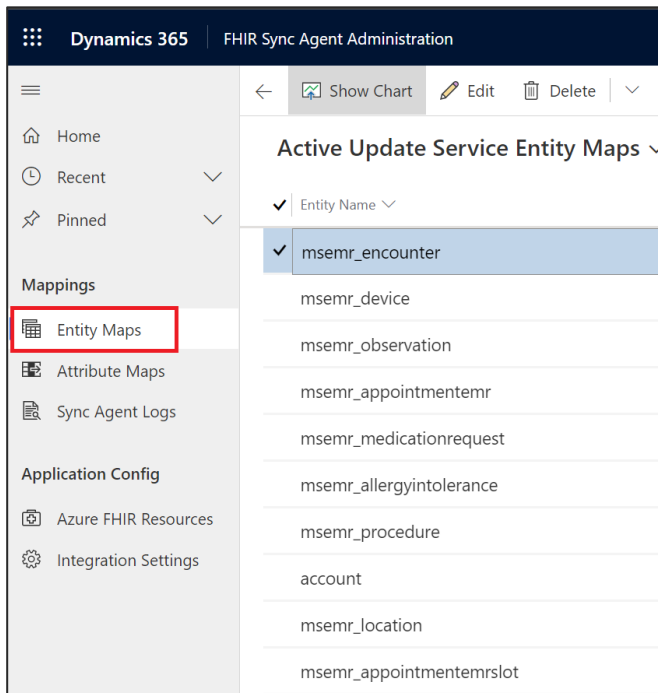 Dynamics 365 FHIR Sync Agent Administration
Show Chart Edit Delete
Home
Recent
Pinned
Mappings
Entity Maps
Attribute Maps
Sync Agent Logs
Application Config
Azure FHIR Resources
Integration Settings
Active Update Service Entity Maps
Entity Name
msemr_encounter
msemr_device
msemr_observation
msemr_appointmentemr
msemr_medicationrequest
msemr_allergyintolerance
msemr_procedure
account
msemr_location
msemr_appointmentemrslot